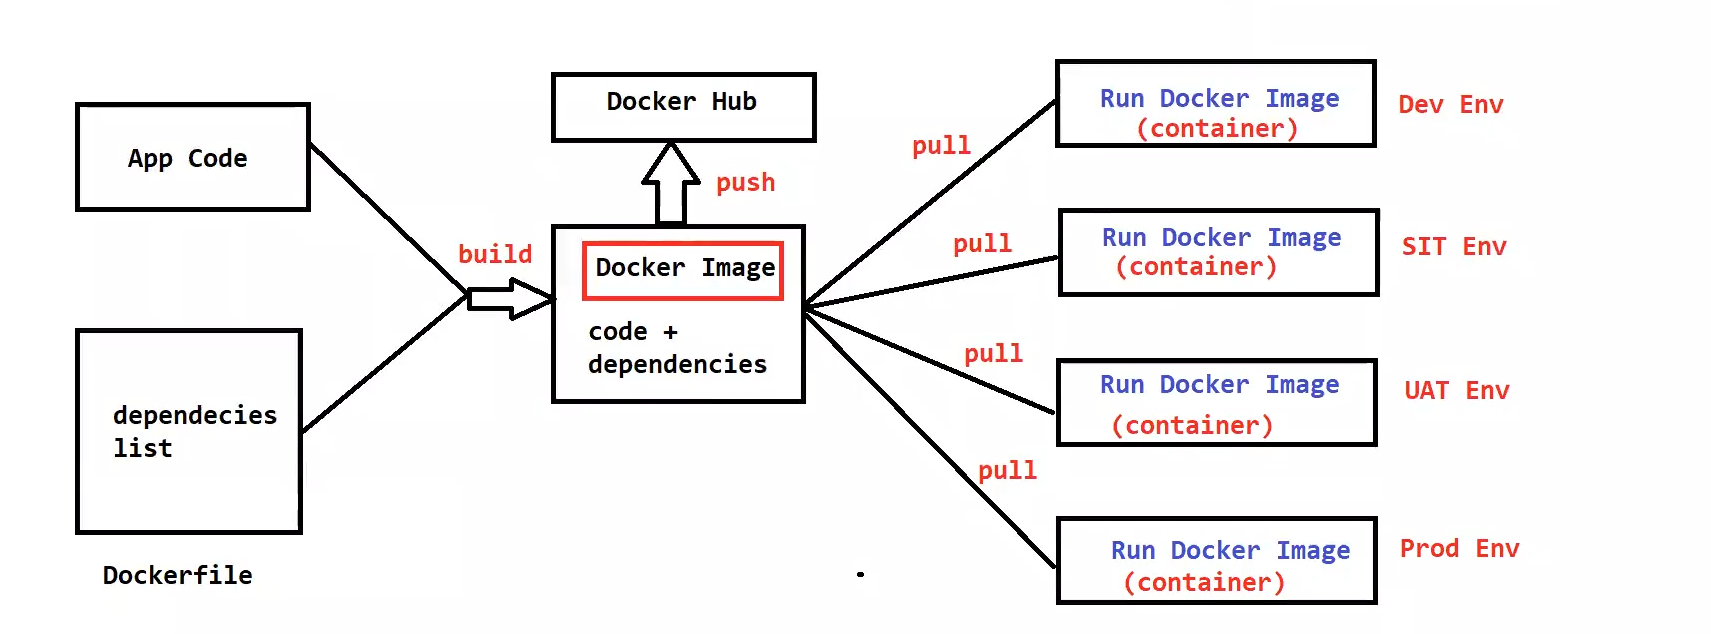 App Code
dependecies
list
Dockerfile
build
Docker Hub
push
Docker Image
code +
dependencies
pull
Run Docker Image
(container)
Dev Env
pull
Run Docker Image
(container)
SIT Env
pull
Run Docker Image
(container)
UAT Env
pull
Run Docker Image
(container)
Prod Env